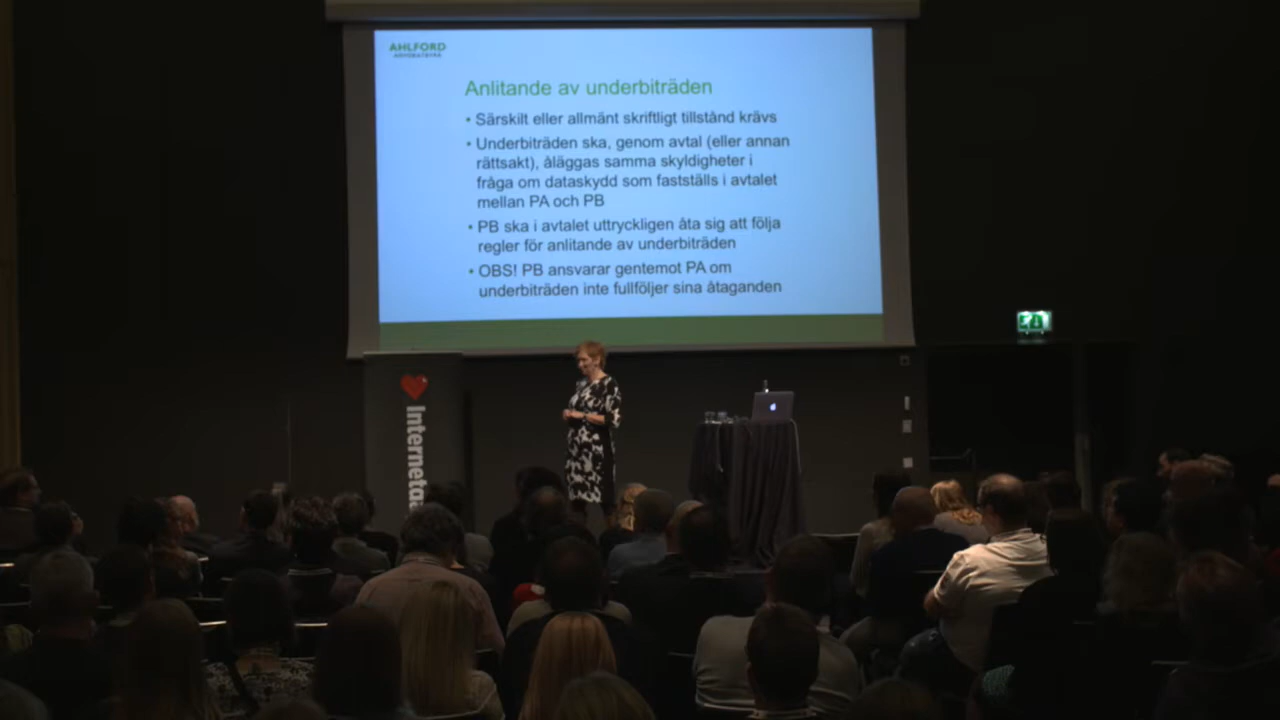 AHLFORD
ADVOKATBYRÅ
Anlitande av underbiträden
• Särskilt eller allmänt skriftligt tillstånd krävs
• Underbiträden ska, genom avtal (eller annan
rättsakt), åläggas samma skyldigheter i
fråga om dataskydd som fastställs i avtalet
mellan PA och PB
• PB ska i avtalet uttryckligen åta sig att följa
regler för anlitande av underbiträden
• OBS! PB ansvarar gentemot PA om
underbiträden inte fullföljer sina åtaganden